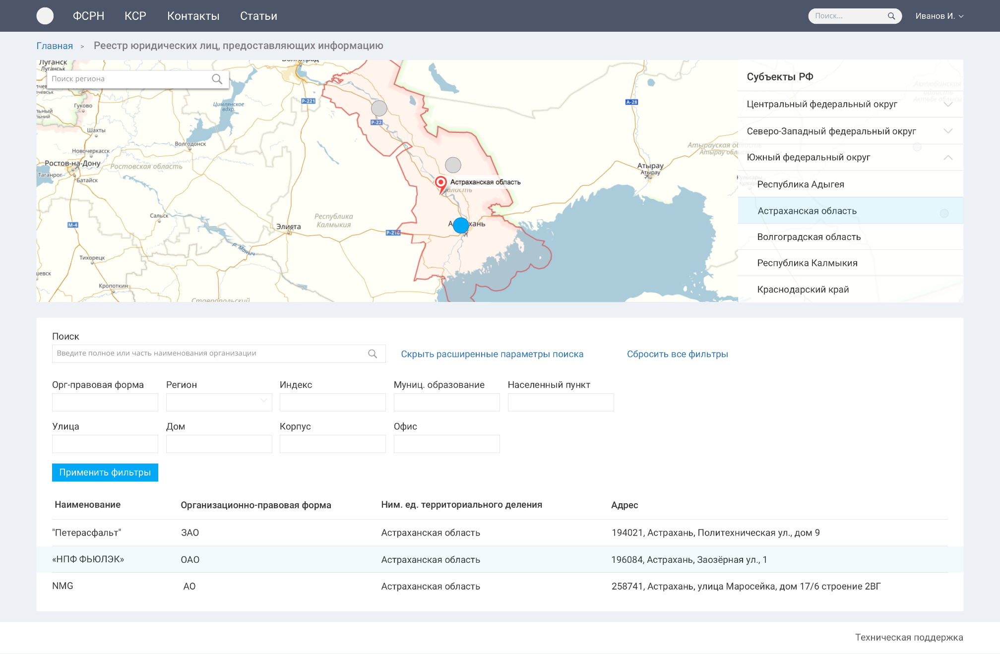 ФСРН КСР Контакты Статьи Поиск... Иванов И.
Главная > Реестр юридических лиц, предоставляющих информацию
Луганск
Луганськ
Поиск региона
Гуково
Шахты
Новочеркасск
Ростов-на-Дону
Таганрог
Батайск
Ростовская область
Волгодонск
Цимлянское
вдхр.
Р-221
Р-22
А-28
Астраханская область
область
Атырау
Атырау
М-4
Сальск
Элиста
Республика
Калмыкия
Р-216
р. Маныч
Тихорецк
Кропоткин
Ставропольский
Актюбинская
область
Субъекты РФ
Центральный федеральный округ
Северо-Западный федеральный округ
Южный федеральный округ
Республика Адыгея
Астраханская область
Волгоградская область
Республика Калмыкия
Краснодарский край
Поиск
Введите полное или часть наименования организации
Скрыть расширенные параметры поиска Сбросить все фильтры
Орг-правовая форма Регион Индекс Муниц. образование Населенный пункт
Улица Дом Корпус Офис
Применить фильтры
Наименование Организационно-правовая форма Ним. ед. территориального деления Адрес
"Петерасфальт" ЗАО Астраханская область 194021, Астрахань, Политехническая ул., дом 9
«НПФ ФЬЮЛЭК» ОАО Астраханская область 196084, Астрахань, Заозёрная ул., 1
NMG АО Астраханская область 258741, Астрахань, улица Маросейка, дом 17/6 строение 2ВГ
Техническая поддержка